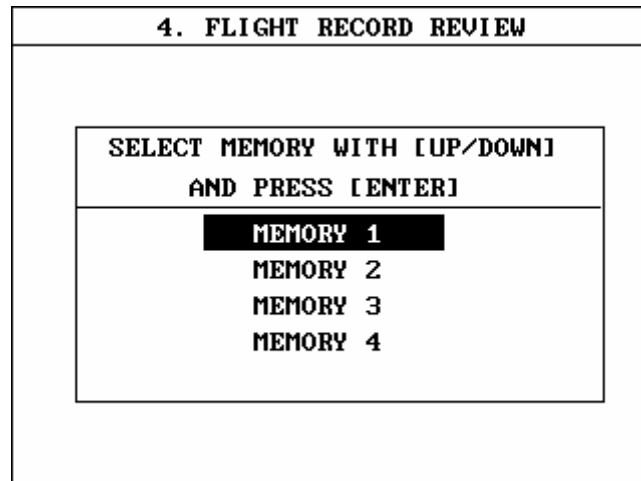 4. FLIGHT RECORD REVIEW
SELECT MEMORY WITH [UP/DOWN]
AND PRESS [ENTER]
MEMORY 1
MEMORY 2
MEMORY 3
MEMORY 4